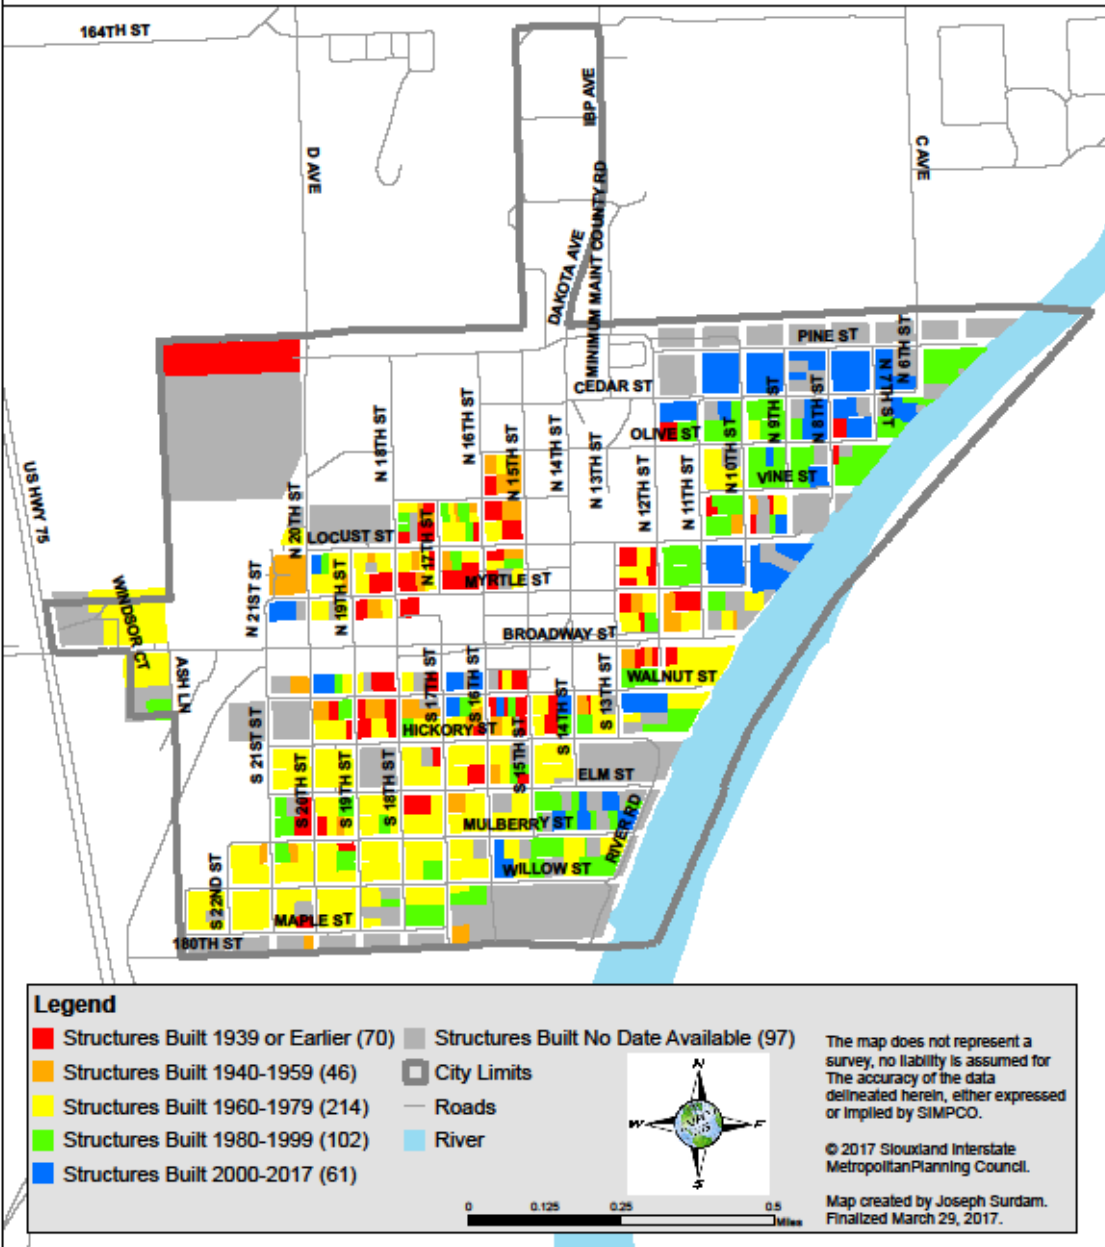 164TH ST
IBP AVE
D AVE
C AVE
MINIMUM MAINT COUNTY RD
DAKOTA AVE
PINE ST
N 6TH ST
CEDAR ST
N 7TH ST
N 8TH ST
N 9TH ST
OLIVE ST
N 10TH ST
N 11TH ST
N 12TH ST
N 13TH ST
N 14TH ST
N 15TH ST
N 16TH ST
N 18TH ST
VINE ST
US HWY 75
N 20TH ST
LOCUST ST
N 17TH ST
MYRTLE ST
N 19TH ST
N 21ST ST
WINDSOR CT
BROADWAY ST
ASH LN
WALNUT ST
S 13TH ST
S 14TH ST
S 16TH ST
S 17TH ST
HICKORY ST
S 21ST ST
S 15TH ST
ELM ST
S 18TH ST
S 19TH ST
S 20TH ST
MULBERRY ST
RIVER RD
WILLOW ST
S 22ND ST
MAPLE ST
180TH ST
Legend
Structures Built 1939 or Earlier (70)
Structures Built 1940-1959 (46)
Structures Built 1960-1979 (214)
Structures Built 1980-1999 (102)
Structures Built 2000-2017 (61)
Structures Built No Date Available (97)
City Limits
Roads
River
N
W
E
S
0 0.125 0.25 0.5
Miles
The map does not represent a
survey, no liability is assumed for
The accuracy of the data
delineated herein, either expressed
or implied by SIMPCO.
© 2017 Siouxland Interstate
MetropolitanPlanning Council.
Map created by Joseph Surdam.
Finalized March 29, 2017.